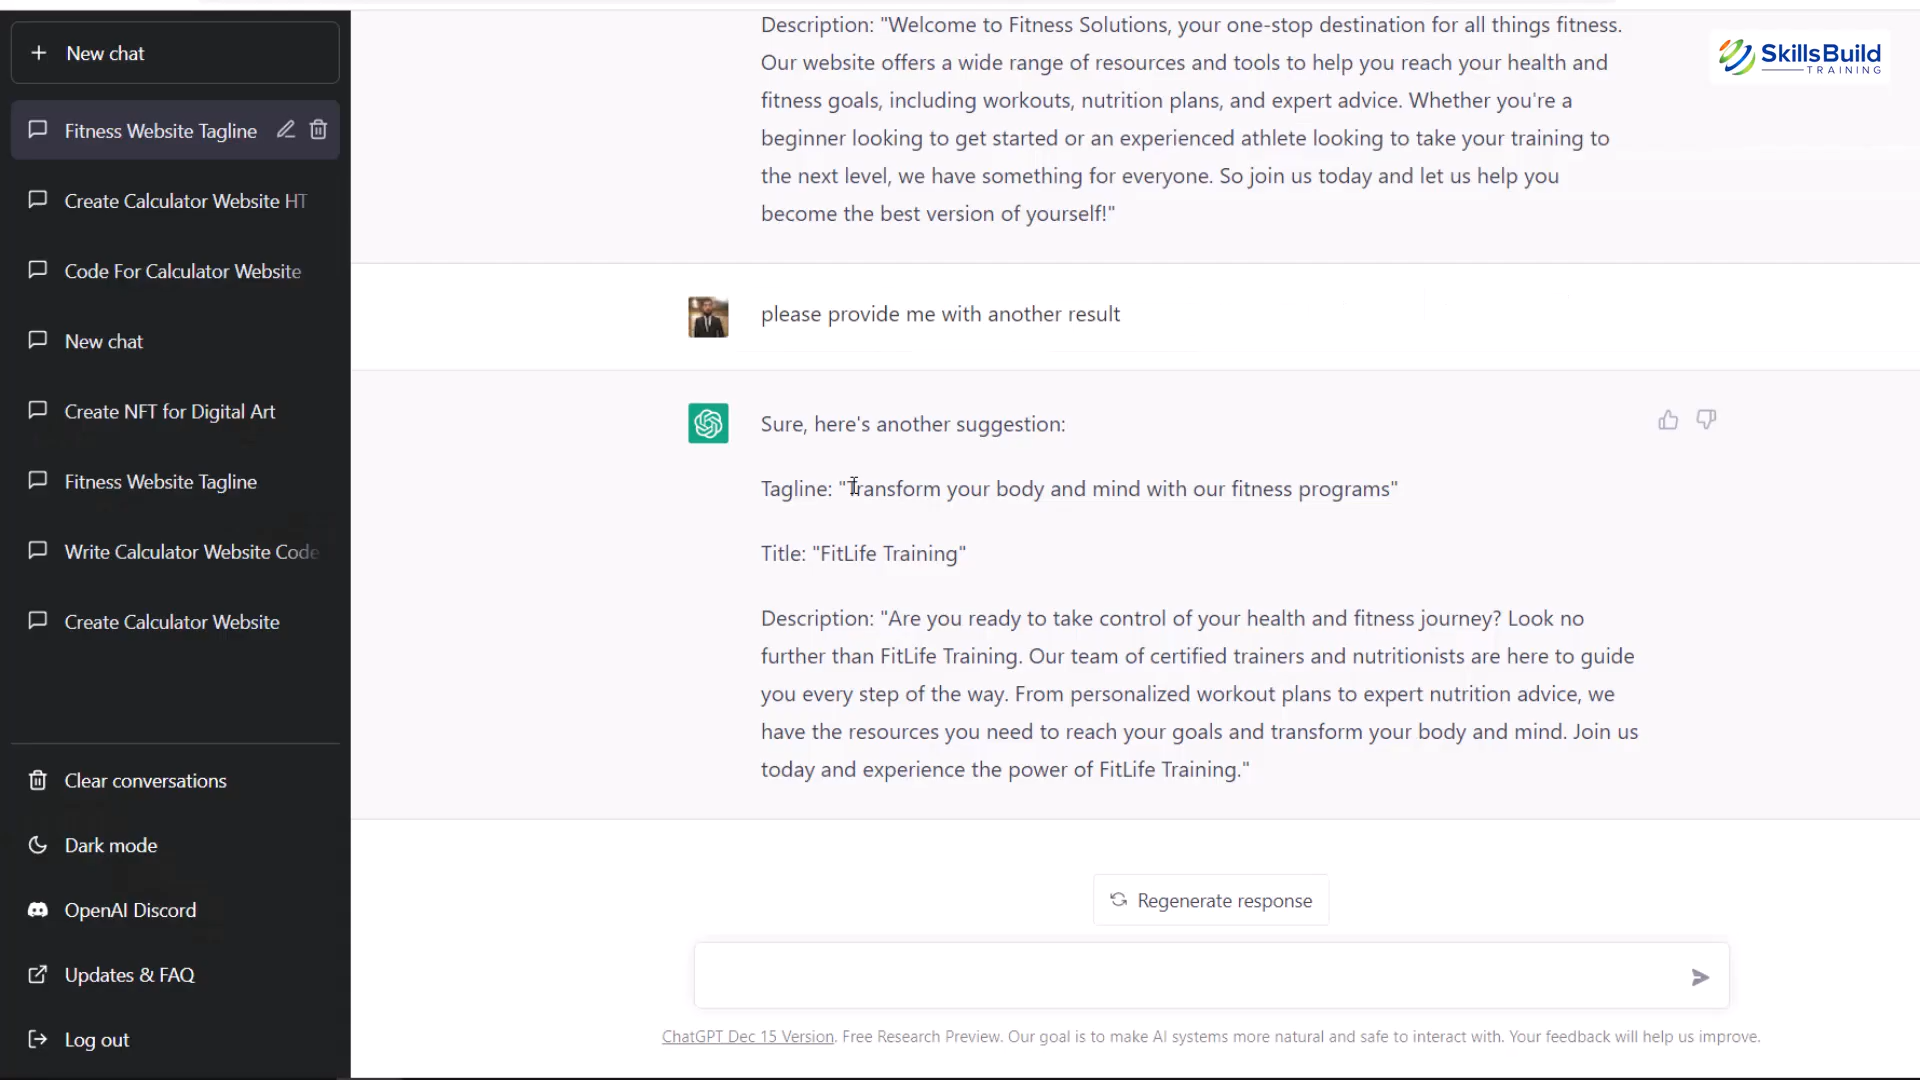 New chat
Fitness Website Tagline
Create Calculator Website HT
Code For Calculator Website
New chat
Create NFT for Digital Art
Fitness Website Tagline
Write Calculator Website Code
Create Calculator Website
Clear conversations
Dark mode
OpenAI Discord
Updates & FAQ
Log out
Description: "Welcome to Fitness Solutions, your one-stop destination for all things fitness.
Our website offers a wide range of resources and tools to help you reach your health and
fitness goals, including workouts, nutrition plans, and expert advice. Whether you're a
beginner looking to get started or an experienced athlete looking to take your training to
the next level, we have something for everyone. So join us today and let us help you
become the best version of yourself!"
SkillsBuild
TRAINING
please provide me with another result
Sure, here's another suggestion:
Tagline: "Transform your body and mind with our fitness programs"
Title: "FitLife Training"
Description: "Are you ready to take control of your health and fitness journey? Look no
further than FitLife Training. Our team of certified trainers and nutritionists are here to guide
you every step of the way. From personalized workout plans to expert nutrition advice, we
have the resources you need to reach your goals and transform your body and mind. Join us
today and experience the power of FitLife Training."
Regenerate response
ChatGPT Dec 15 Version. Free Research Preview. Our goal is to make AI systems more natural and safe to interact with. Your feedback will help us improve.